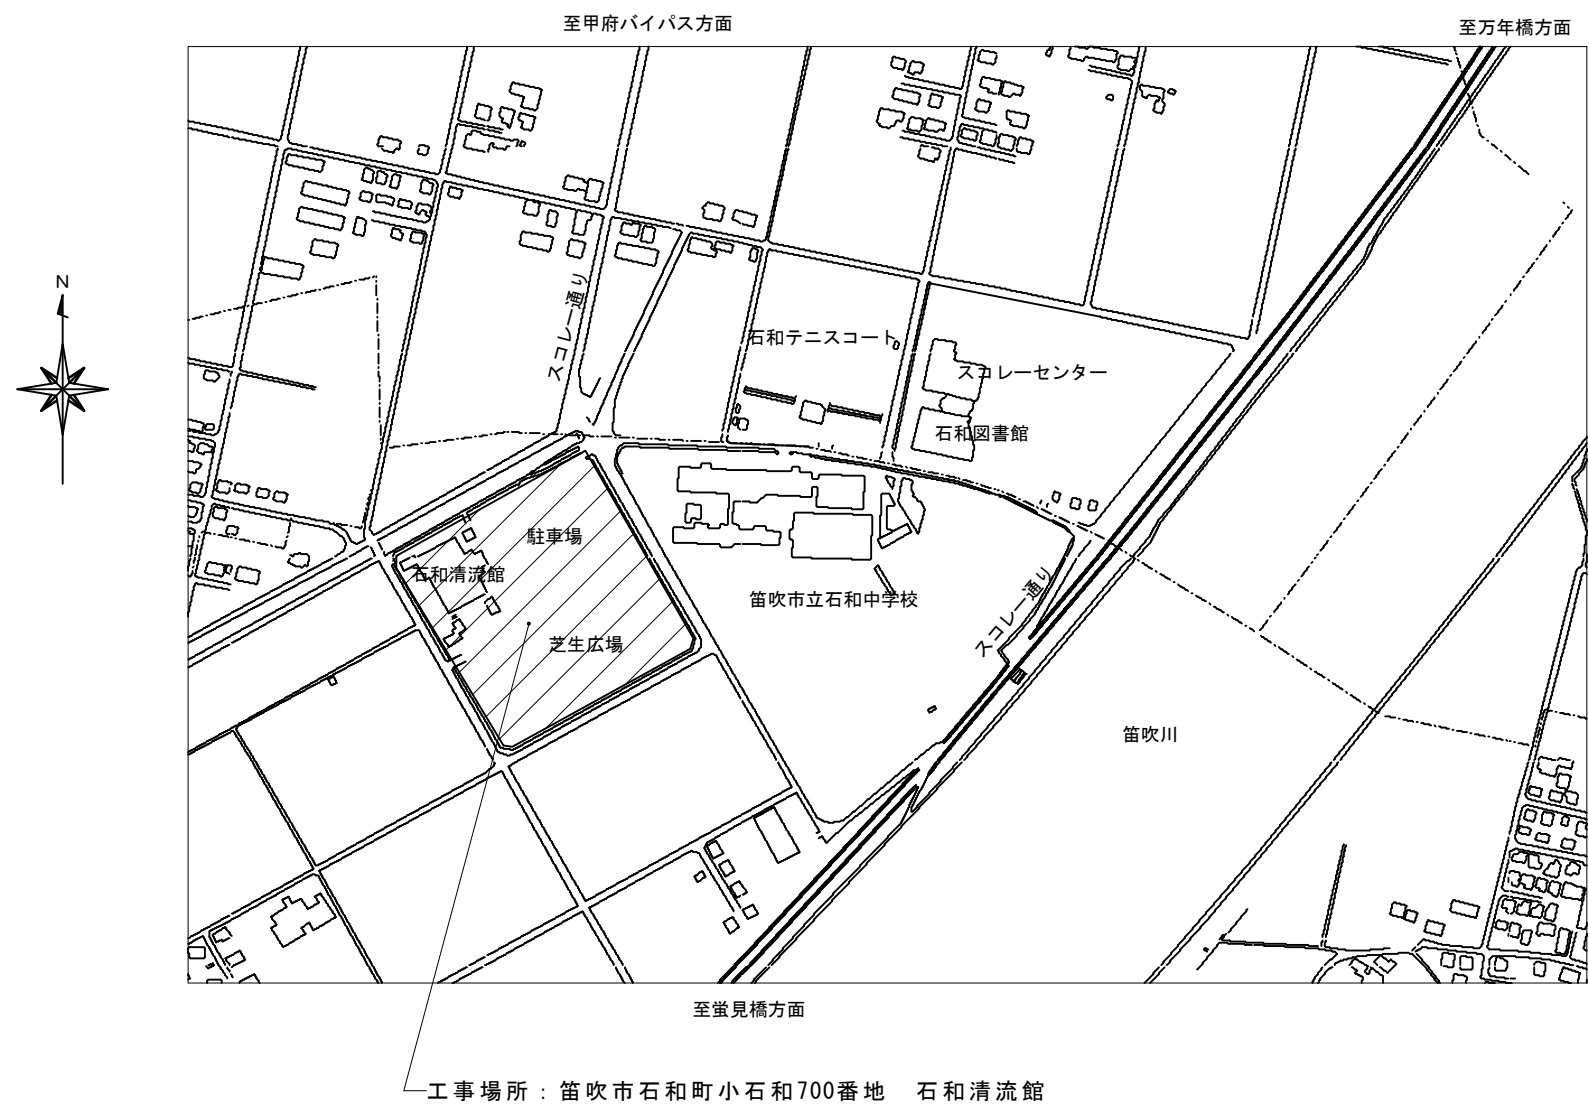 至甲府バイパス方面
至万年橋方面
N
スコレー通り
石和テニスコート
スコレーセンター
石和図書館
駐車場
石和清流館
笛吹市立石和中学校
スコレー通り
芝生広場
笛吹川
至蛍見橋方面
工事場所：笛吹市石和町小石和700番地　石和清流館